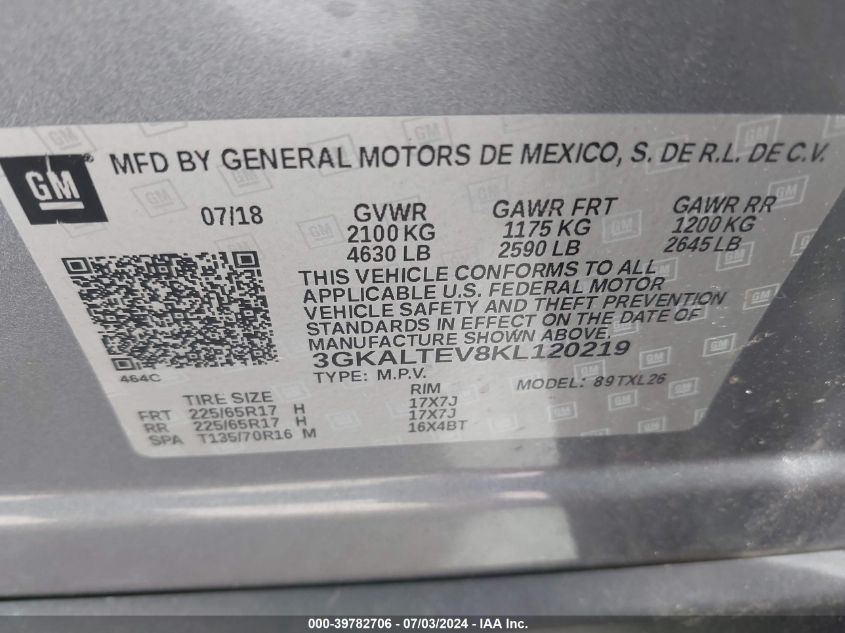 GM
MFD BY GENERAL MOTORS DE MEXICO, S. DE R.L. DE C.V.
07/18 GVWR GAWR FRT GAWR RR
2100 KG 1175 KG 1200 KG
4630 LB 2590 LB 2645 LB
THIS VEHICLE CONFORMS TO ALL
APPLICABLE U.S. FEDERAL MOTOR
VEHICLE SAFETY AND THEFT PREVENTION
STANDARDS IN EFFECT ON THE DATE OF
MANUFACTURE SHOWN ABOVE.
3GKALTEV8KL120219
464C TYPE: M.P.V. MODEL: 89TXL26
TIRE SIZE RIM
FRT 225/65R17 H 17X7J
RR 225/65R17 H 17X7J
SPA T135/70R16 M 16X4BT
000-39782706 - 07/03/2024 - IAAI.com